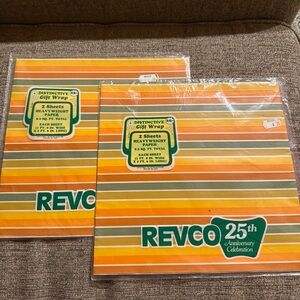 DISTINCTIVE
Gift Wrap
2 Sheets
HEAVYWEIGHT
PAPER
EACH SHEET
REVCO
DISTINCTIVE
Gift Wrap
2 Sheets
HEAVYWEIGHT
PAPER
EACH SHEET
REVCO
25th
Anniversary
Celebration